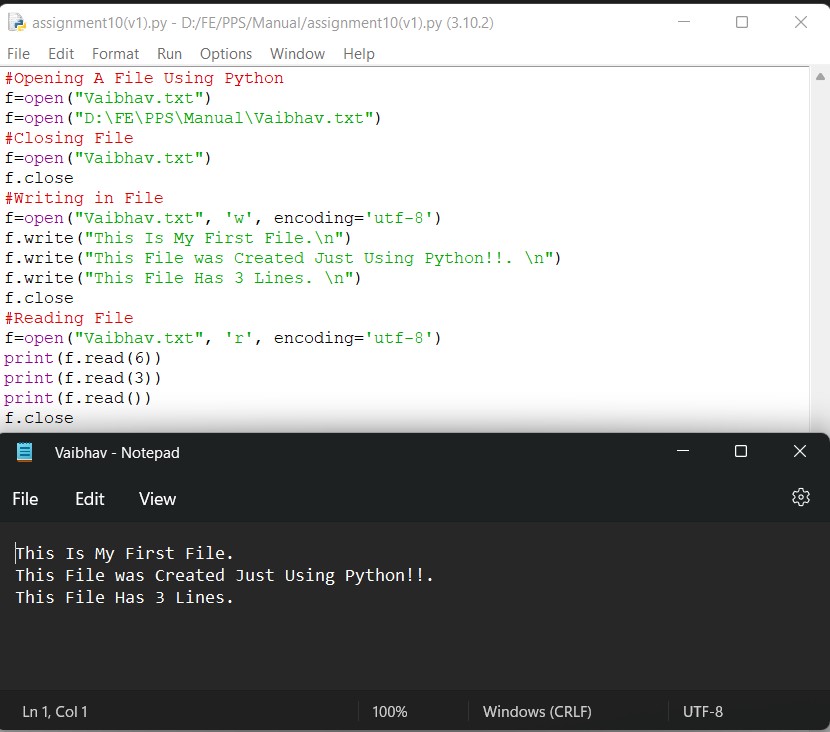 assignment10(v1).py - D:/FE/PPS/Manual/assignment10(v1).py (3.10.2)
File Edit Format Run Options Window Help
#Opening A File Using Python
f=open("Vaibhav.txt")
f=open("D:\FE\PPS\Manual\Vaibhav.txt")
#Closing File
f=open("Vaibhav.txt")
f.close
#Writing in File
f=open("Vaibhav.txt", 'w', encoding='utf-8')
f.write("This Is My First File.\n")
f.write("This File was Created Just Using Python!!. \n")
f.write("This File Has 3 Lines. \n")
f.close
#Reading File
f=open("Vaibhav.txt", 'r', encoding='utf-8')
print(f.read(6))
print(f.read(3))
print(f.read())
f.close
Vaibhav - Notepad
File Edit View
This Is My First File.
This File was Created Just Using Python!!.
This File Has 3 Lines.
Ln 1, Col 1 100% Windows (CRLF) UTF-8